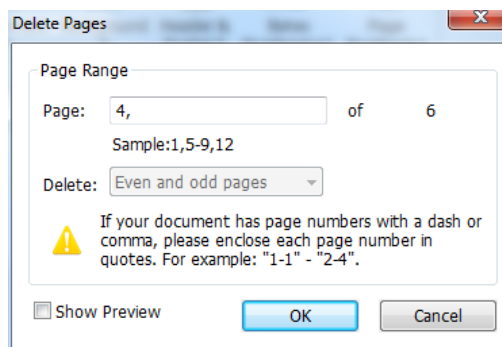 Delete Pages
Page Range
Page: 4, of 6
Sample:1,5-9,12
Delete: Even and odd pages
If your document has page numbers with a dash or
comma, please enclose each page number in
quotes. For example: "1-1" - "2-4".
Show Preview OK Cancel